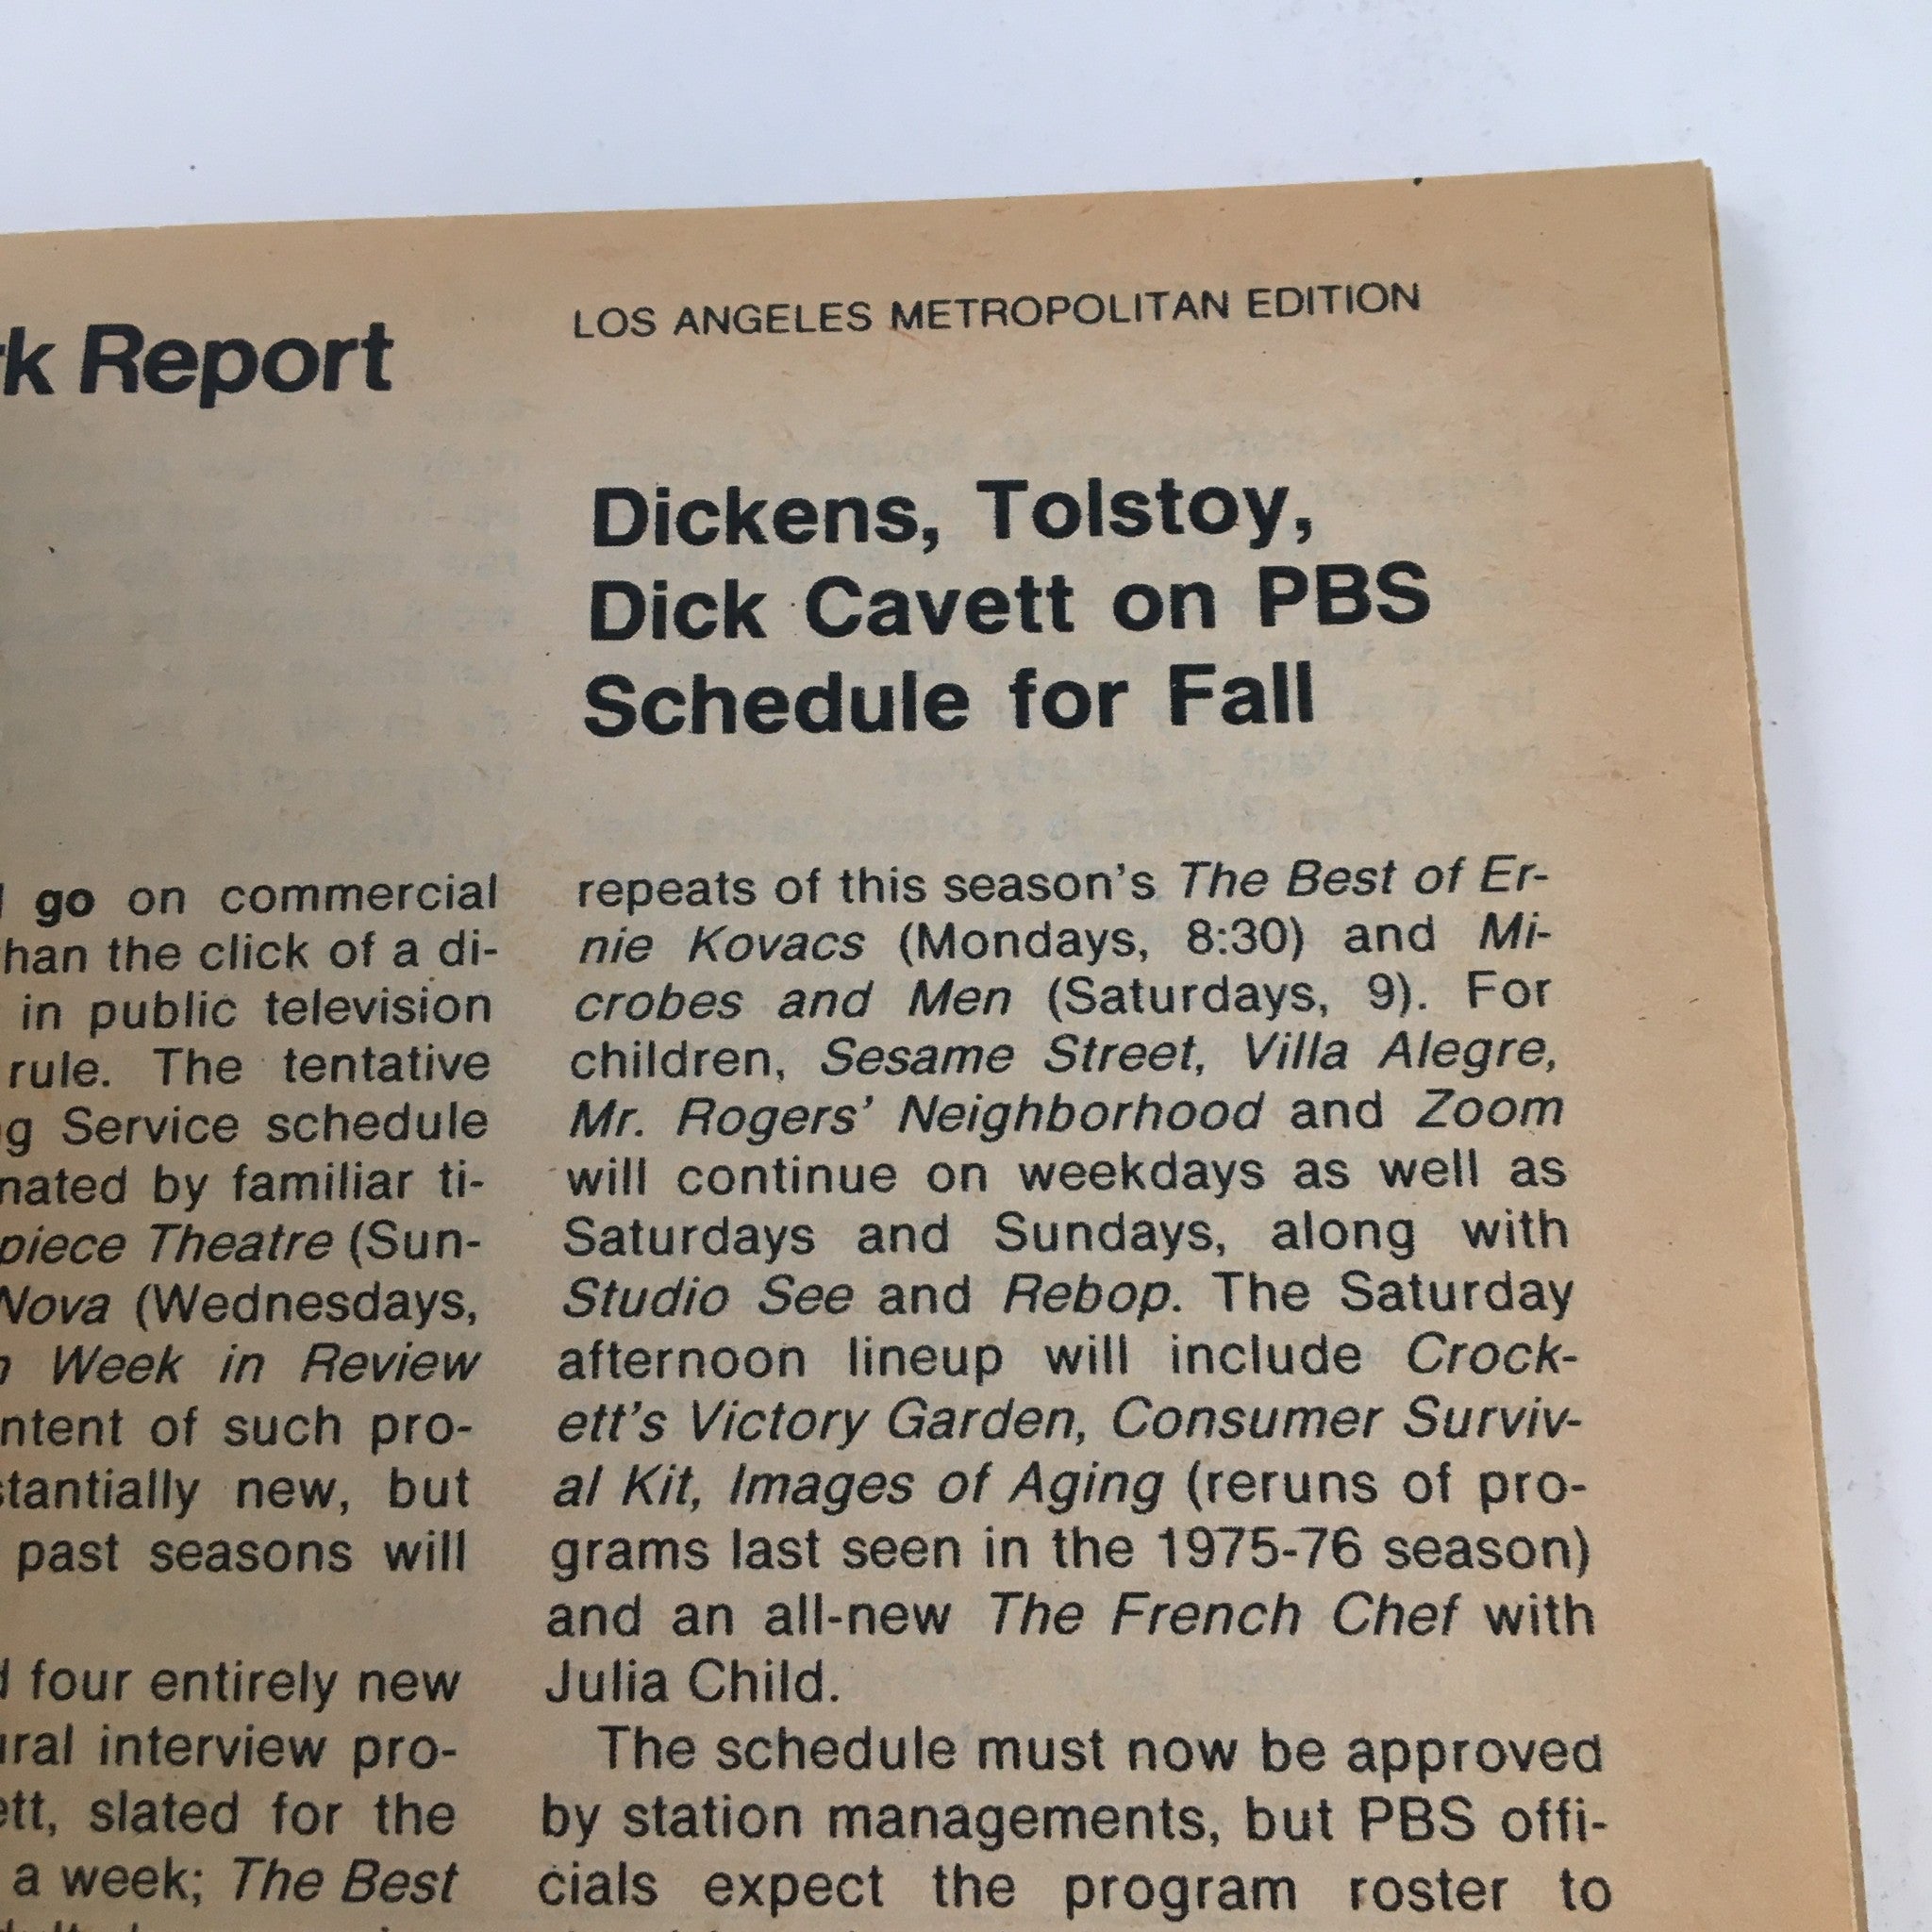 Report
LOS ANGELES METROPOLITAN EDITION
Dickens, Tolstoy,
Dick Cavett on PBS
Schedule for Fall
go on commercial
han the click of a di-
in public television
rule. The tentative
g Service schedule
nated by familiar ti-
piece Theatre (Sun-
Nova (Wednesdays,
Week in Review
ntent of such pro-
stantially new, but
past seasons will
four entirely new
ural interview pro-
ett, slated for the
a week; The Best
repeats of this season's The Best of Er-
nie Kovacs (Mondays, 8:30) and Mi-
crobes and Men (Saturdays, 9). For
children, Sesame Street, Villa Alegre,
Mr. Rogers' Neighborhood and Zoom
will continue on weekdays as well as
Saturdays and Sundays, along with
Studio See and Rebop. The Saturday
afternoon lineup will include Crock-
ett's Victory Garden, Consumer Surviv-
al Kit, Images of Aging (reruns of pro-
grams last seen in the 1975-76 season)
and an all-new The French Chef with
Julia Child.
The schedule must now be approved
by station managements, but PBS offi-
cials expect the program roster to